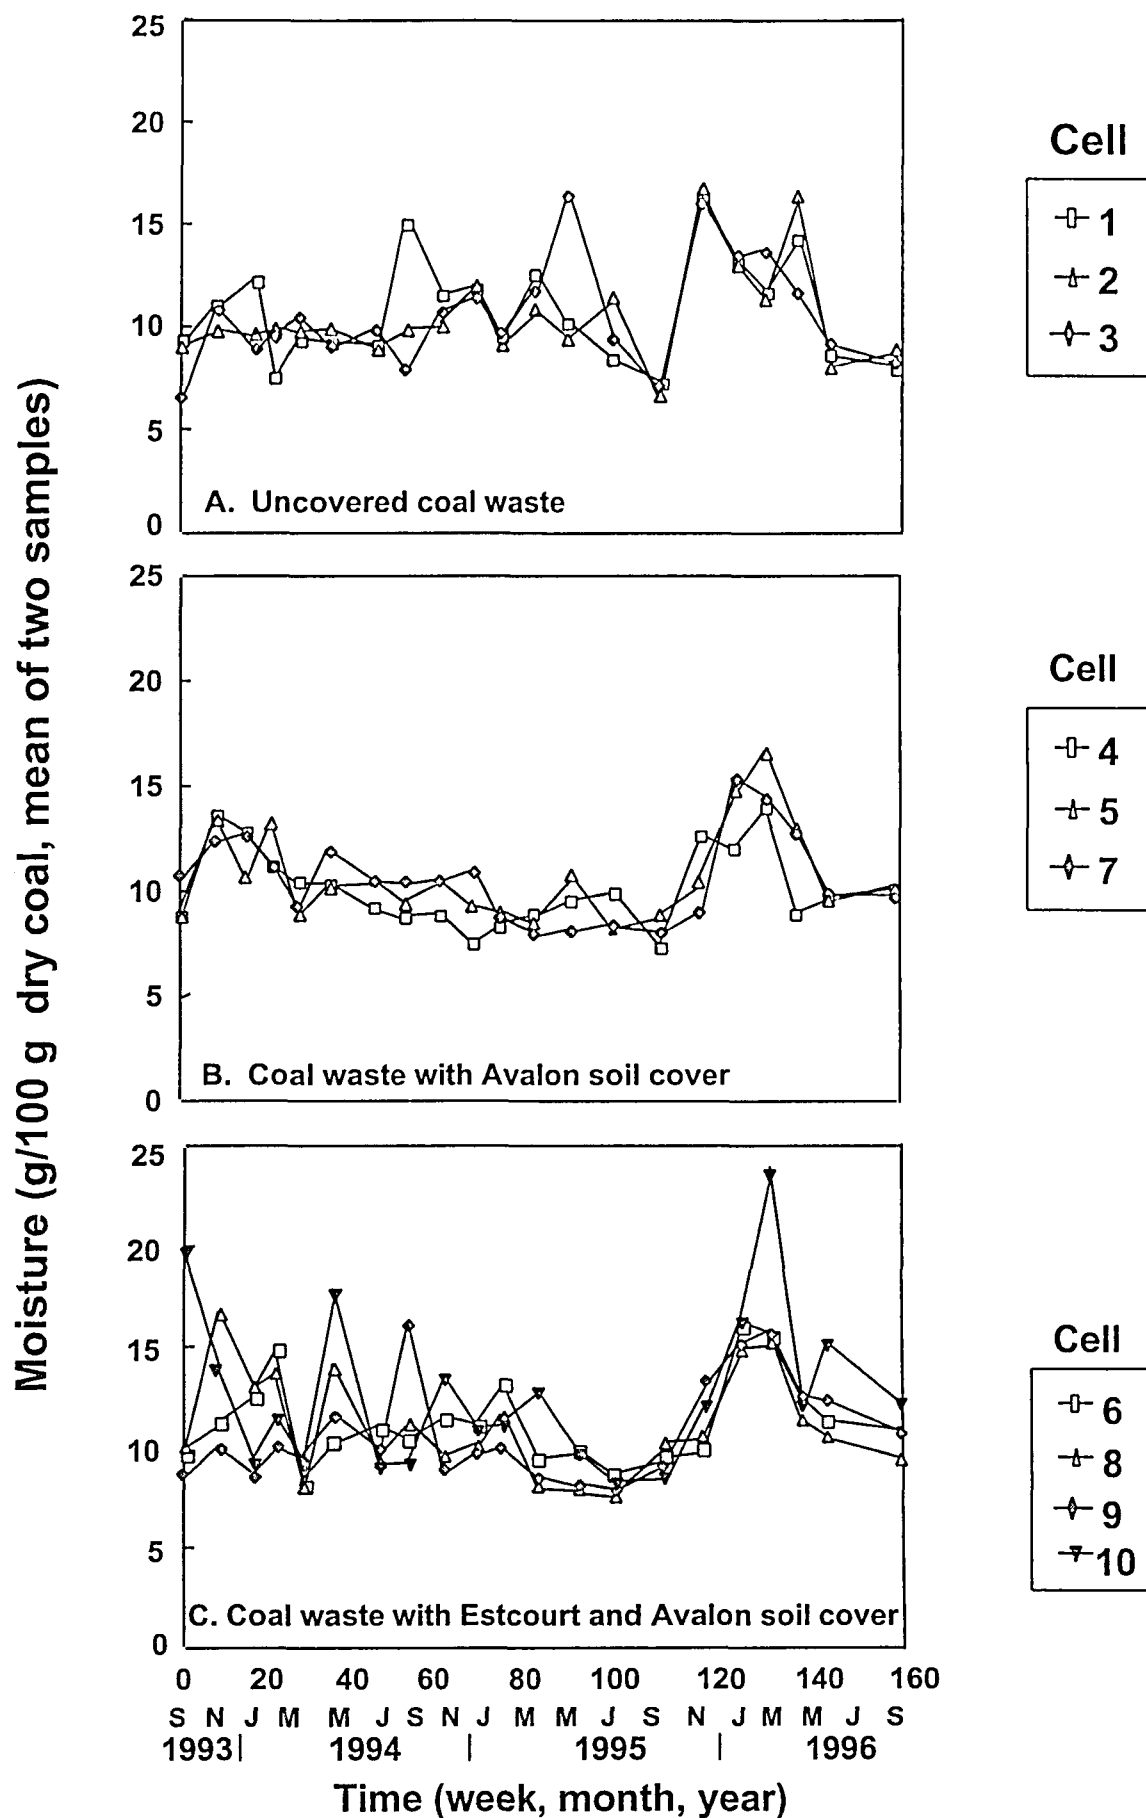 Moisture (g/100 g dry coal, mean of two samples)
25
20
15
10
5
0
A. Uncovered coal waste
Cell
1
2
3
25
20
15
10
5
0
B. Coal waste with Avalon soil cover
Cell
4
5
7
25
20
15
10
5
0
C. Coal waste with Estcourt and Avalon soil cover
Cell
6
8
9
10
0 20 40 60 80 100 120 140 160
S N J M M J S N J M M J S N J M M J S
1993 | 1994 | 1995 | 1996
Time (week, month, year)